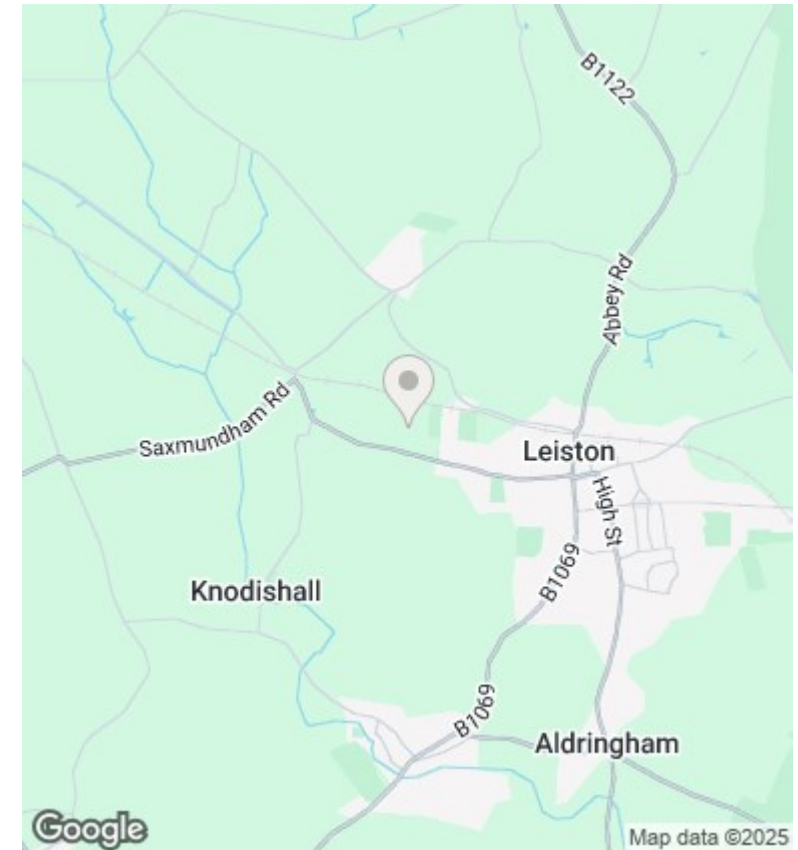 B1122
Abbey Rd
Saxmundham Rd
Leiston
High St
Knodishall
B1069
B1069
Aldringham
Google
Map data ©2025